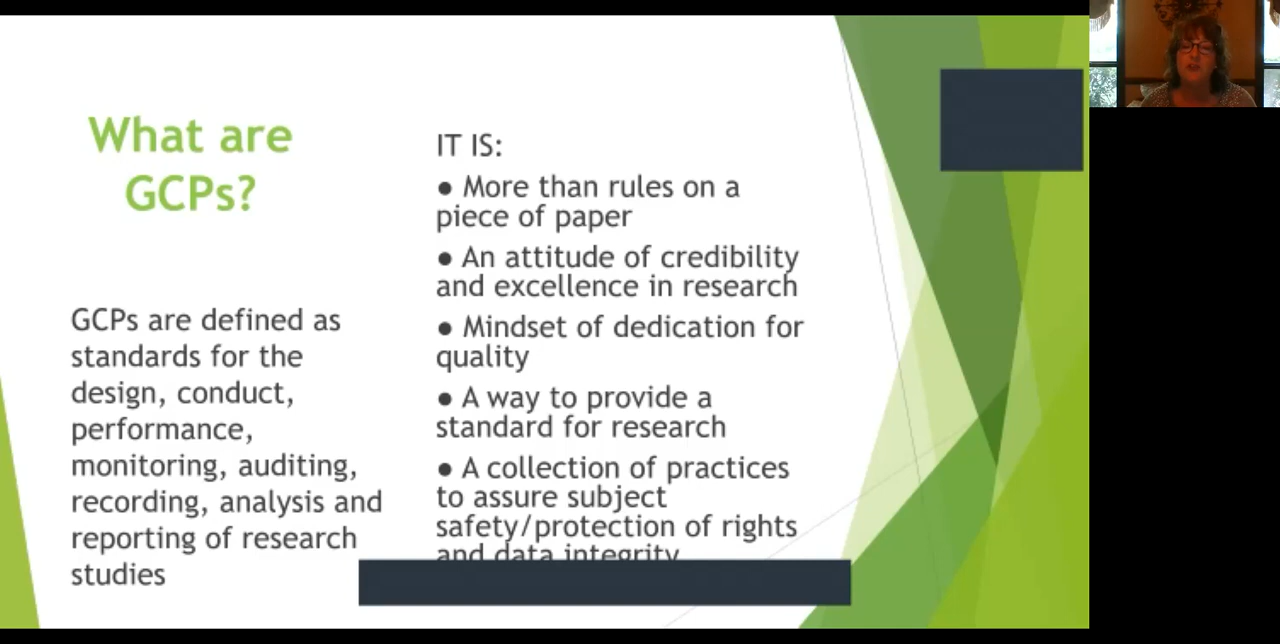 What are
GCPs?
GCPs are defined as
standards for the
design, conduct,
performance,
monitoring, auditing,
recording, analysis and
reporting of research
studies
IT IS:
● More than rules on a
piece of paper
● An attitude of credibility
and excellence in research
● Mindset of dedication for
quality
● A way to provide a
standard for research
● A collection of practices
to assure subject
safety/protection of rights
and data integrity